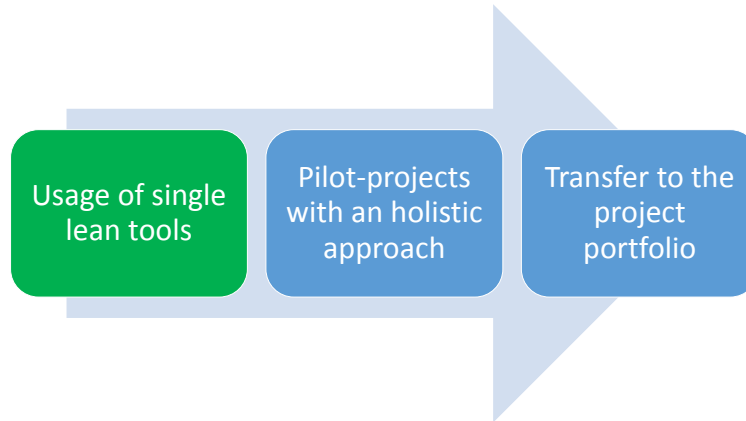 Usage of single
lean tools
Pilot-projects
with an holistic
approach
Transfer to the
project
portfolio